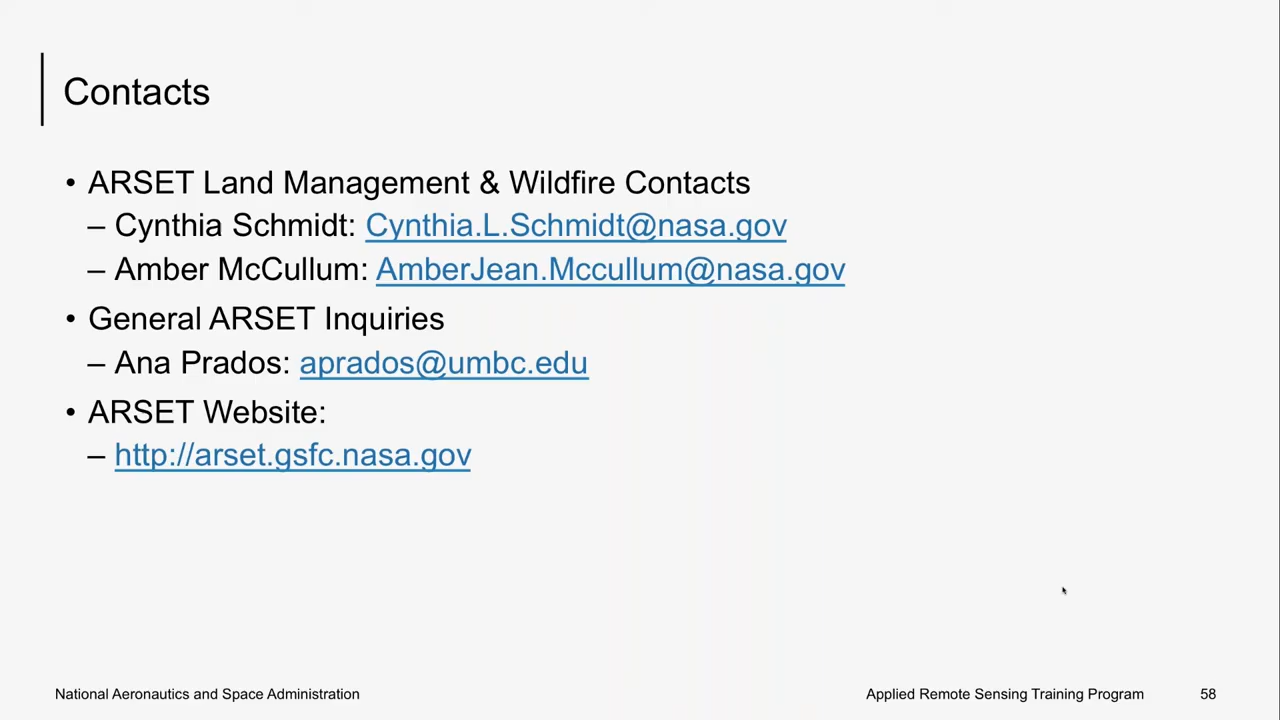 Contacts
• ARSET Land Management & Wildfire Contacts
– Cynthia Schmidt: Cynthia.L.Schmidt@nasa.gov
– Amber McCullum: AmberJean.Mccullum@nasa.gov
• General ARSET Inquiries
– Ana Prados: aprados@umbc.edu
• ARSET Website:
– http://arset.gsfc.nasa.gov
National Aeronautics and Space Administration
Applied Remote Sensing Training Program
58